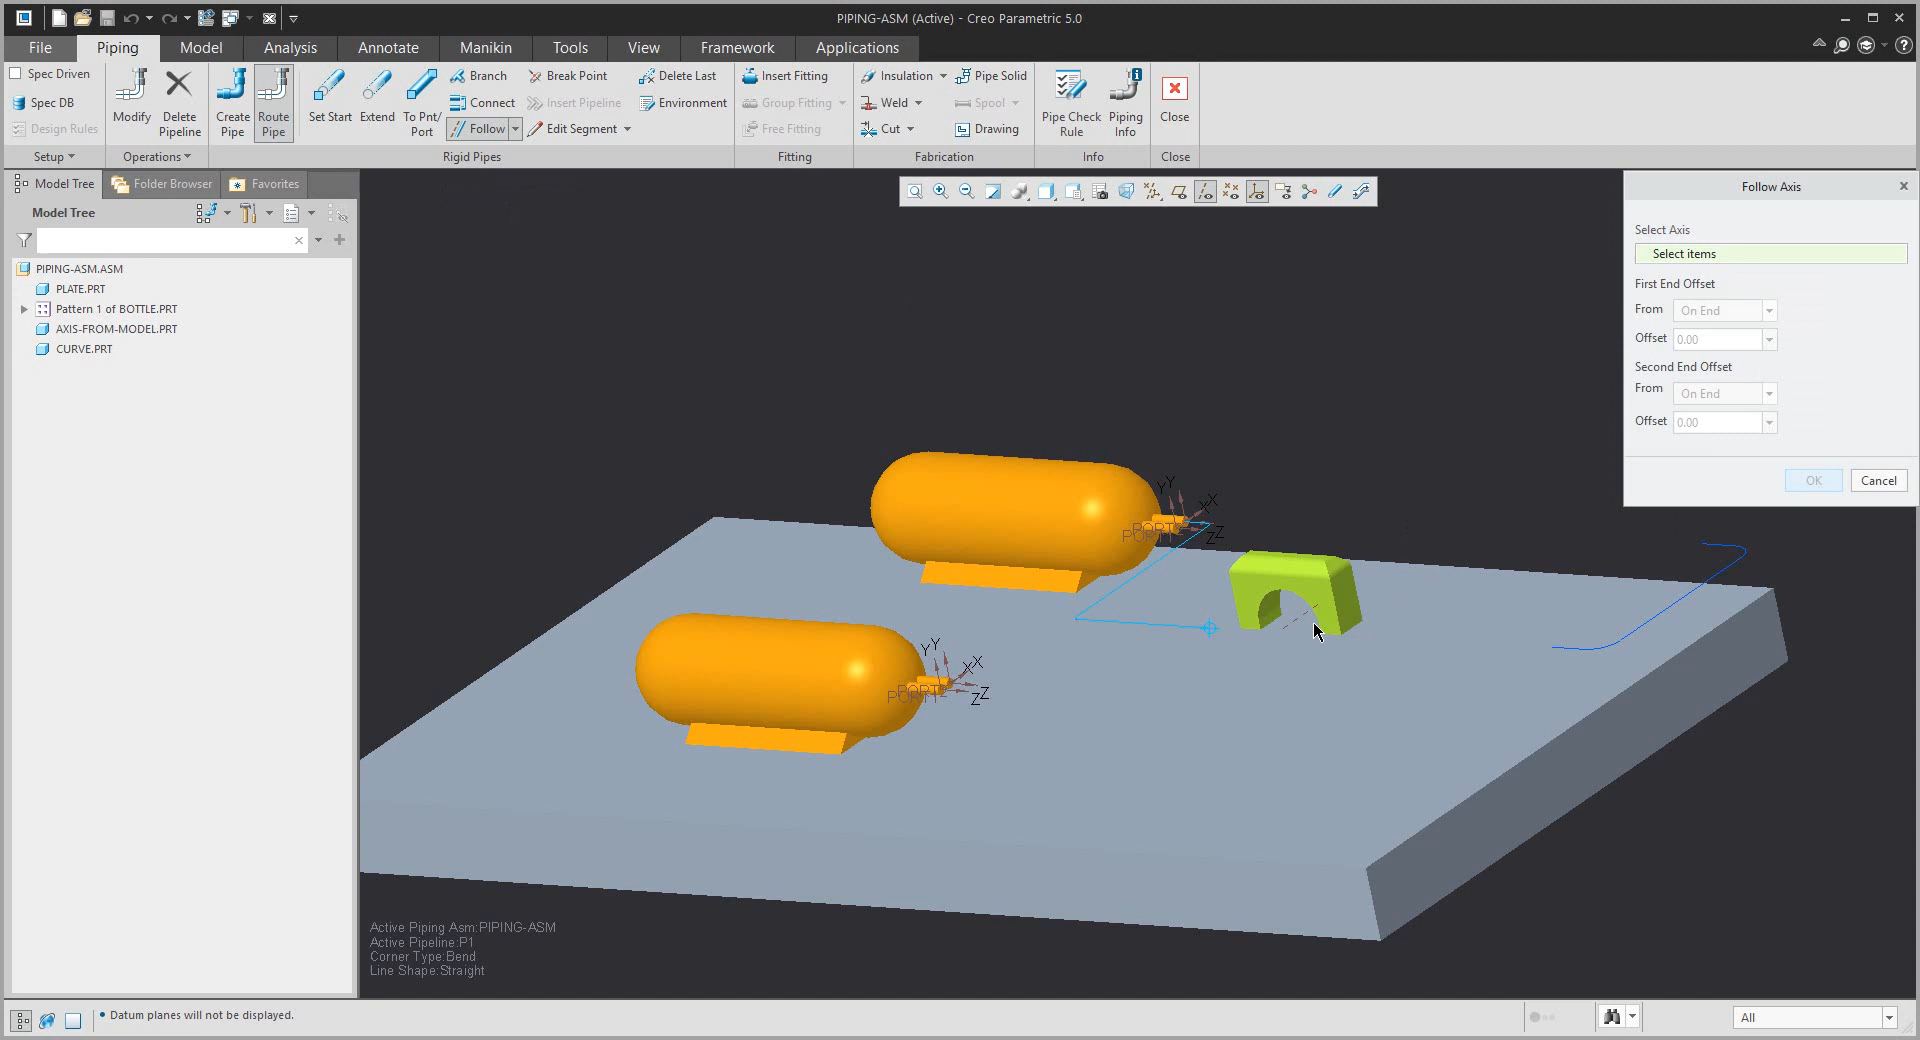 PIPING-ASM (Active) - Creo Parametric 5.0
File Piping Model Analysis Annotate Manikin Tools View Framework Applications
Spec Driven
Spec DB
Design Rules
Setup
Modify
Delete Pipeline
Operations
Create Pipe
Route Pipe
Set Start
Extend
To Pnt/ Port
Branch
Connect
Follow
Break Point
Insert Pipeline
Edit Segment
Delete Last
Environment
Rigid Pipes
Insert Fitting
Group Fitting
Free Fitting
Fitting
Insulation
Weld
Cut
Pipe Solid
Spool
Drawing
Fabrication
Pipe Check Rule
Piping Info
Info
Close
Close
Model Tree Folder Browser Favorites
Model Tree
PIPING-ASM.ASM
PLATE.PRT
Pattern 1 of BOTTLE.PRT
AXIS-FROM-MODEL.PRT
CURVE.PRT
Follow Axis
Select Axis
Select items
First End Offset
From On End
Offset 0.00
Second End Offset
From On End
Offset 0.00
OK Cancel
Y Y
X X
Z Z
Y Y
X X
Z Z
Active Piping Asm:PIPING-ASM
Active Pipeline:P1
Corner Type:Bend
Line Shape:Straight
• Datum planes will not be displayed.
All